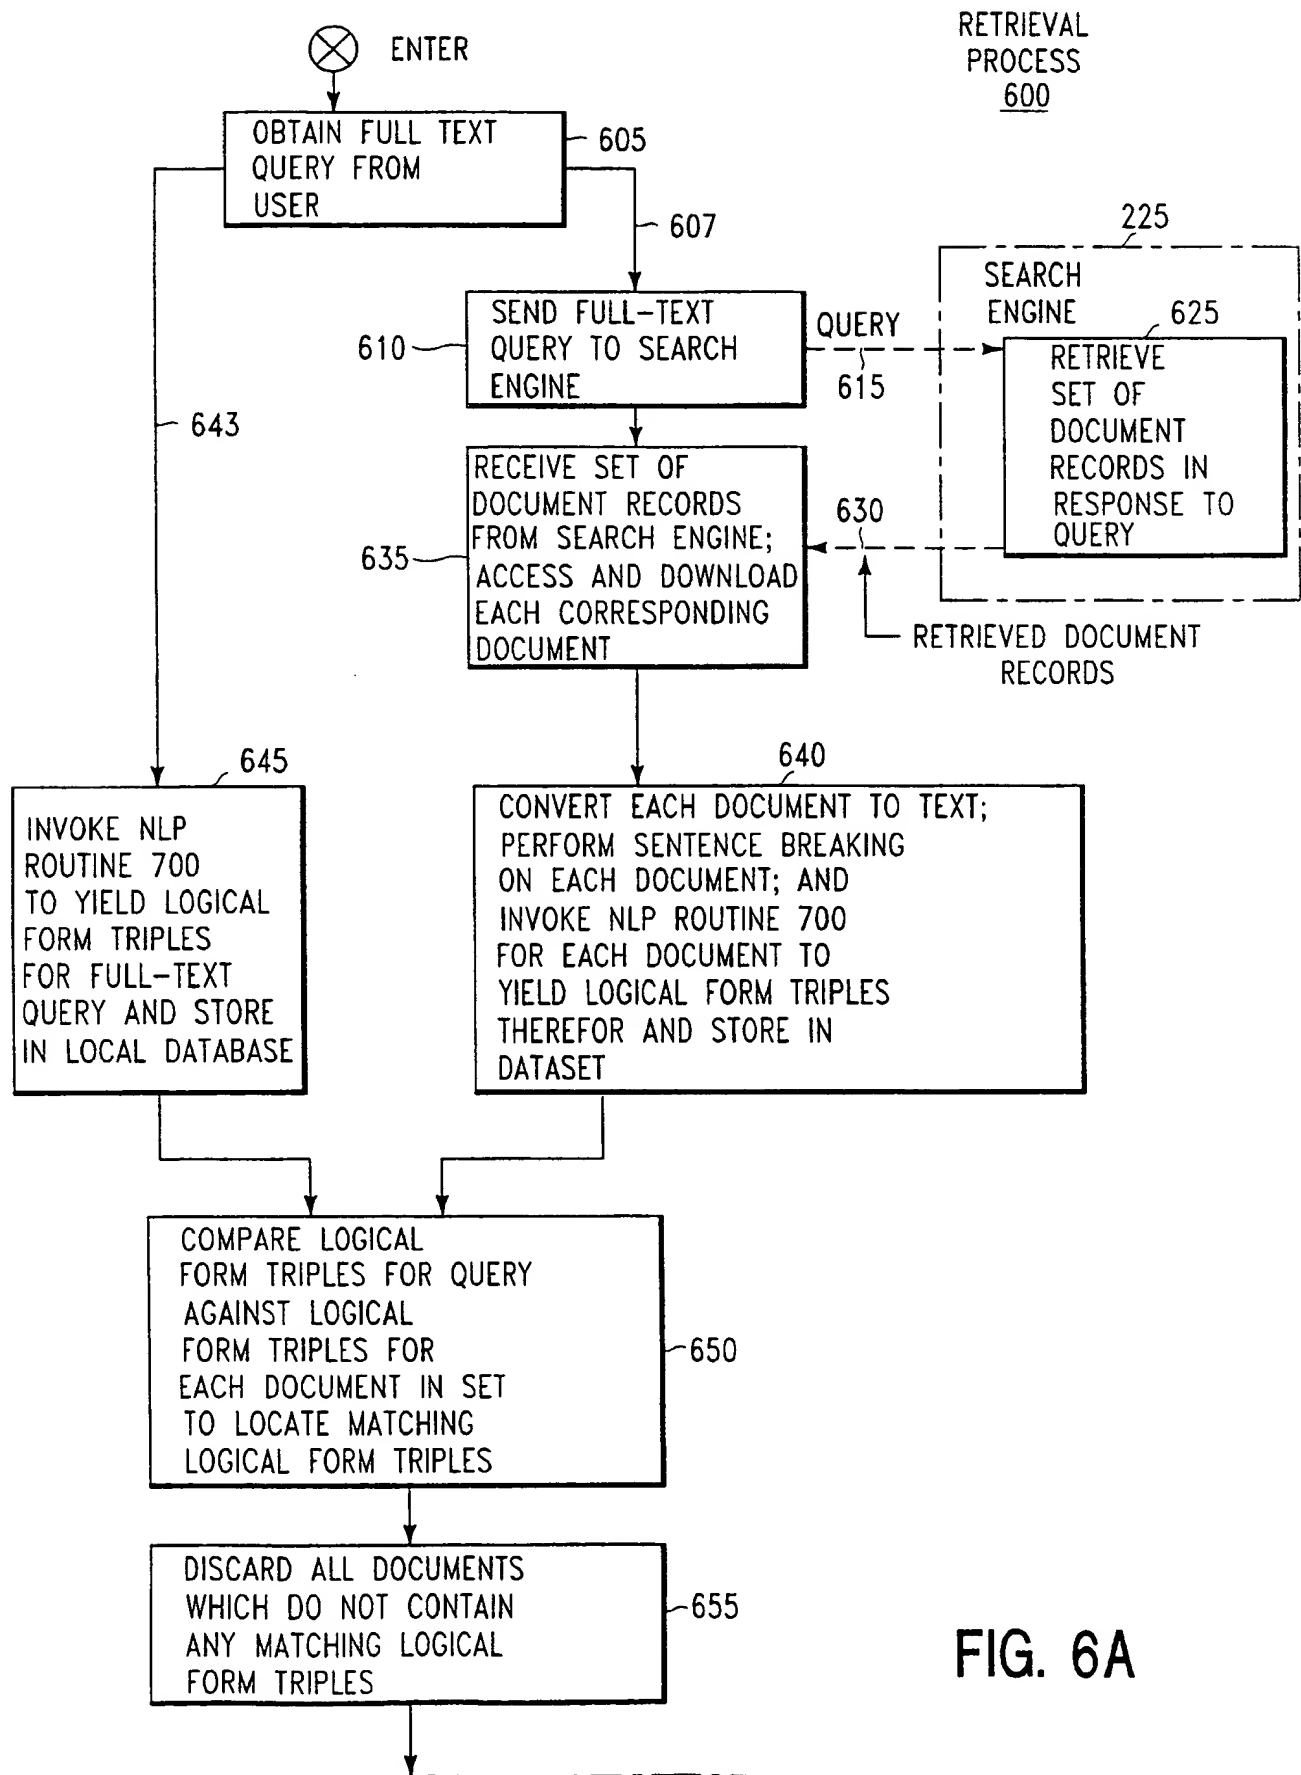 RETRIEVAL
PROCESS
600
ENTER
OBTAIN FULL TEXT
QUERY FROM
USER
605
607
643
225
SEARCH
ENGINE
SEND FULL-TEXT
QUERY TO SEARCH
ENGINE
610
QUERY
615
625
RETRIEVE
SET OF
DOCUMENT
RECORDS IN
RESPONSE TO
QUERY
RECEIVE SET OF
DOCUMENT RECORDS
FROM SEARCH ENGINE;
ACCESS AND DOWNLOAD
EACH CORRESPONDING
DOCUMENT
635
630
RETRIEVED DOCUMENT
RECORDS
645
INVOKE NLP
ROUTINE 700
TO YIELD LOGICAL
FORM TRIPLES
FOR FULL-TEXT
QUERY AND STORE
IN LOCAL DATABASE
640
CONVERT EACH DOCUMENT TO TEXT;
PERFORM SENTENCE BREAKING
ON EACH DOCUMENT; AND
INVOKE NLP ROUTINE 700
FOR EACH DOCUMENT TO
YIELD LOGICAL FORM TRIPLES
THEREFOR AND STORE IN
DATASET
COMPARE LOGICAL
FORM TRIPLES FOR QUERY
AGAINST LOGICAL
FORM TRIPLES FOR
EACH DOCUMENT IN SET
TO LOCATE MATCHING
LOGICAL FORM TRIPLES
650
DISCARD ALL DOCUMENTS
WHICH DO NOT CONTAIN
ANY MATCHING LOGICAL
FORM TRIPLES
655
FIG. 6A